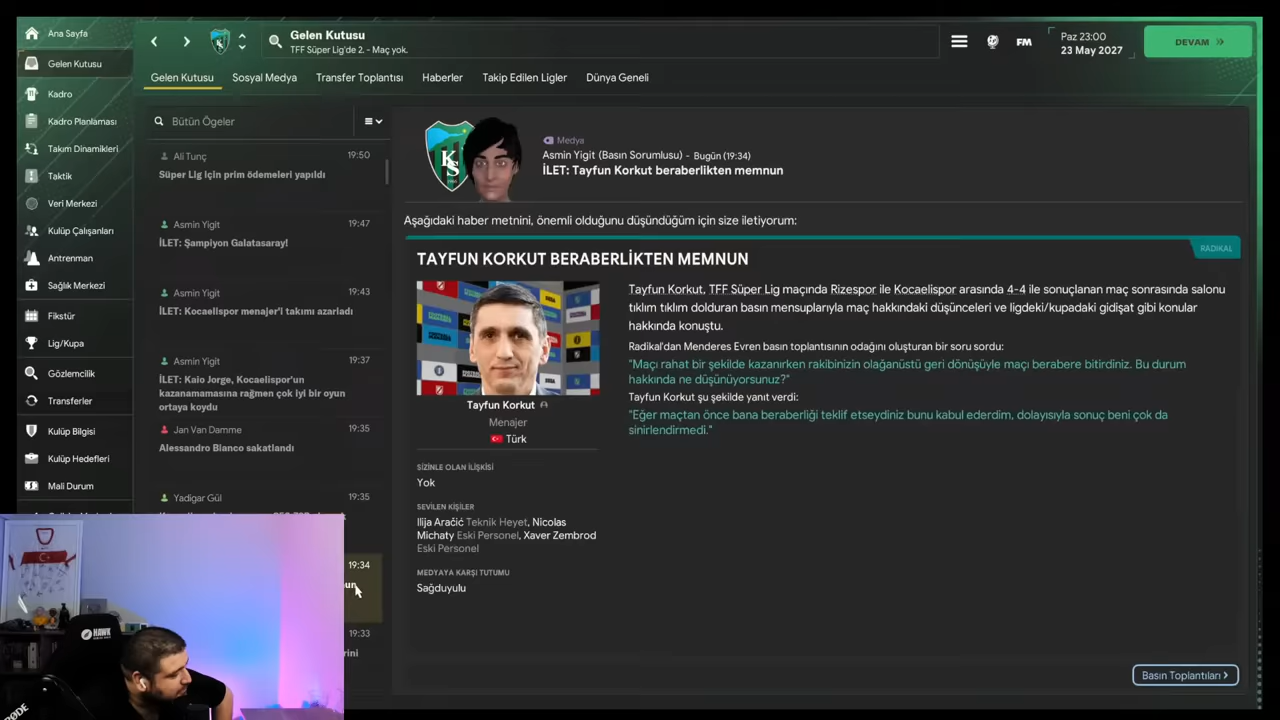 Ana Sayfa
Gelen Kutusu
Kadro
Kadro Planlaması
Takım Dinamikleri
Taktik
Veri Merkezi
Kulüp Çalışanları
Antrenman
Sağlık Merkezi
Fikstür
Lig/Kupa
Gözlemcilik
Transferler
Kulüp Bilgisi
Kulüp Hedefleri
Mali Durum
Gelen Kutusu
TFF Süper Lig'de 2. - Maç yok.
FM
Paz 23:00
23 May 2027
DEVAM
Gelen Kutusu
Sosyal Medya
Transfer Toplantısı
Haberler
Takip Edilen Ligler
Dünya Geneli
Bütün Ögeler
Ali Tunç 19:50
Süper Lig için prim ödemeleri yapıldı
Asmin Yigit 19:47
İLET: Şampiyon Galatasaray!
Asmin Yigit 19:43
İLET: Kocaelispor menajer'i takımı azarladı
Asmin Yigit 19:37
İLET: Kaio Jorge, Kocaelispor'un
kazanamamasına rağmen çok iyi bir oyun
ortaya koydu
Jan Van Damme 19:35
Alessandro Bianco sakatlandı
Yadigar Gül 19:35
19:34
19:33
KS
Medya
Asmin Yigit (Basın Sorumlusu) - Bugün (19:34)
İLET: Tayfun Korkut beraberlikten memnun
Aşağıdaki haber metnini, önemli olduğunu düşündüğüm için size iletiyorum:
RADIKAL
TAYFUN KORKUT BERABERLİKTEN MEMNUN
Tayfun Korkut
Menajer
Türk
SİZİNLE OLAN İLİŞKİSİ
Yok
SEVİLEN KİŞİLER
Ilija Aračić Teknik Heyet, Nicolas
Michaty Eski Personel, Xaver Zembrod
Eski Personel
MEDYAYA KARŞI TUTUMU
Sağduyulu
Tayfun Korkut, TFF Süper Lig maçında Rizespor ile Kocaelispor arasında 4-4 ile sonuçlanan maç sonrasında salonu
tıklım tıklım dolduran basın mensuplarıyla maç hakkındaki düşünceleri ve ligdeki/kupadaki gidişat gibi konular
hakkında konuştu.
Radikal'dan Menderes Evren basın toplantısının odağını oluşturan bir soru sordu:
"Maçı rahat bir şekilde kazanırken rakibinizin olağanüstü geri dönüşüyle maçı berabere bitirdiniz. Bu durum
hakkında ne düşünüyorsunuz?"
Tayfun Korkut şu şekilde yanıt verdi:
"Eğer maçtan önce bana beraberliği teklif etseydiniz bunu kabul ederdim, dolayısıyla sonuç beni çok da
sinirlendirmedi."
Basın Toplantıları
HAWK
RØDE